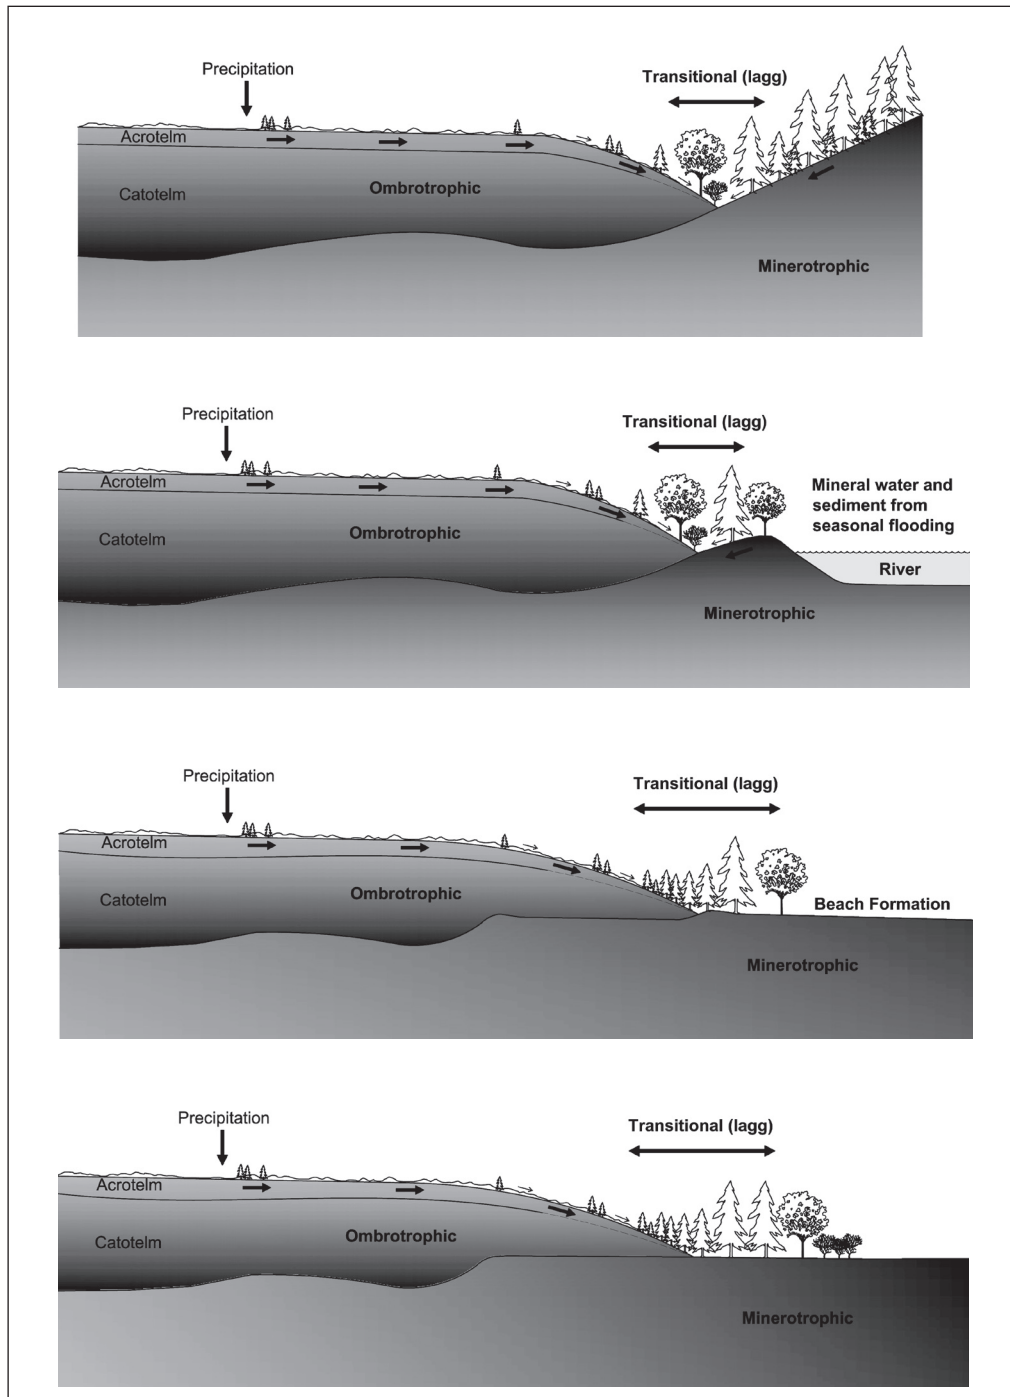 Precipitation
Transitional (lagg)
Acrotelm
Catotelm
Ombrotrophic
Minerotrophic
Precipitation
Transitional (lagg)
Acrotelm
Catotelm
Ombrotrophic
Mineral water and
sediment from
seasonal flooding
River
Minerotrophic
Precipitation
Transitional (lagg)
Acrotelm
Catotelm
Ombrotrophic
Beach Formation
Minerotrophic
Precipitation
Transitional (lagg)
Acrotelm
Catotelm
Ombrotrophic
Minerotrophic